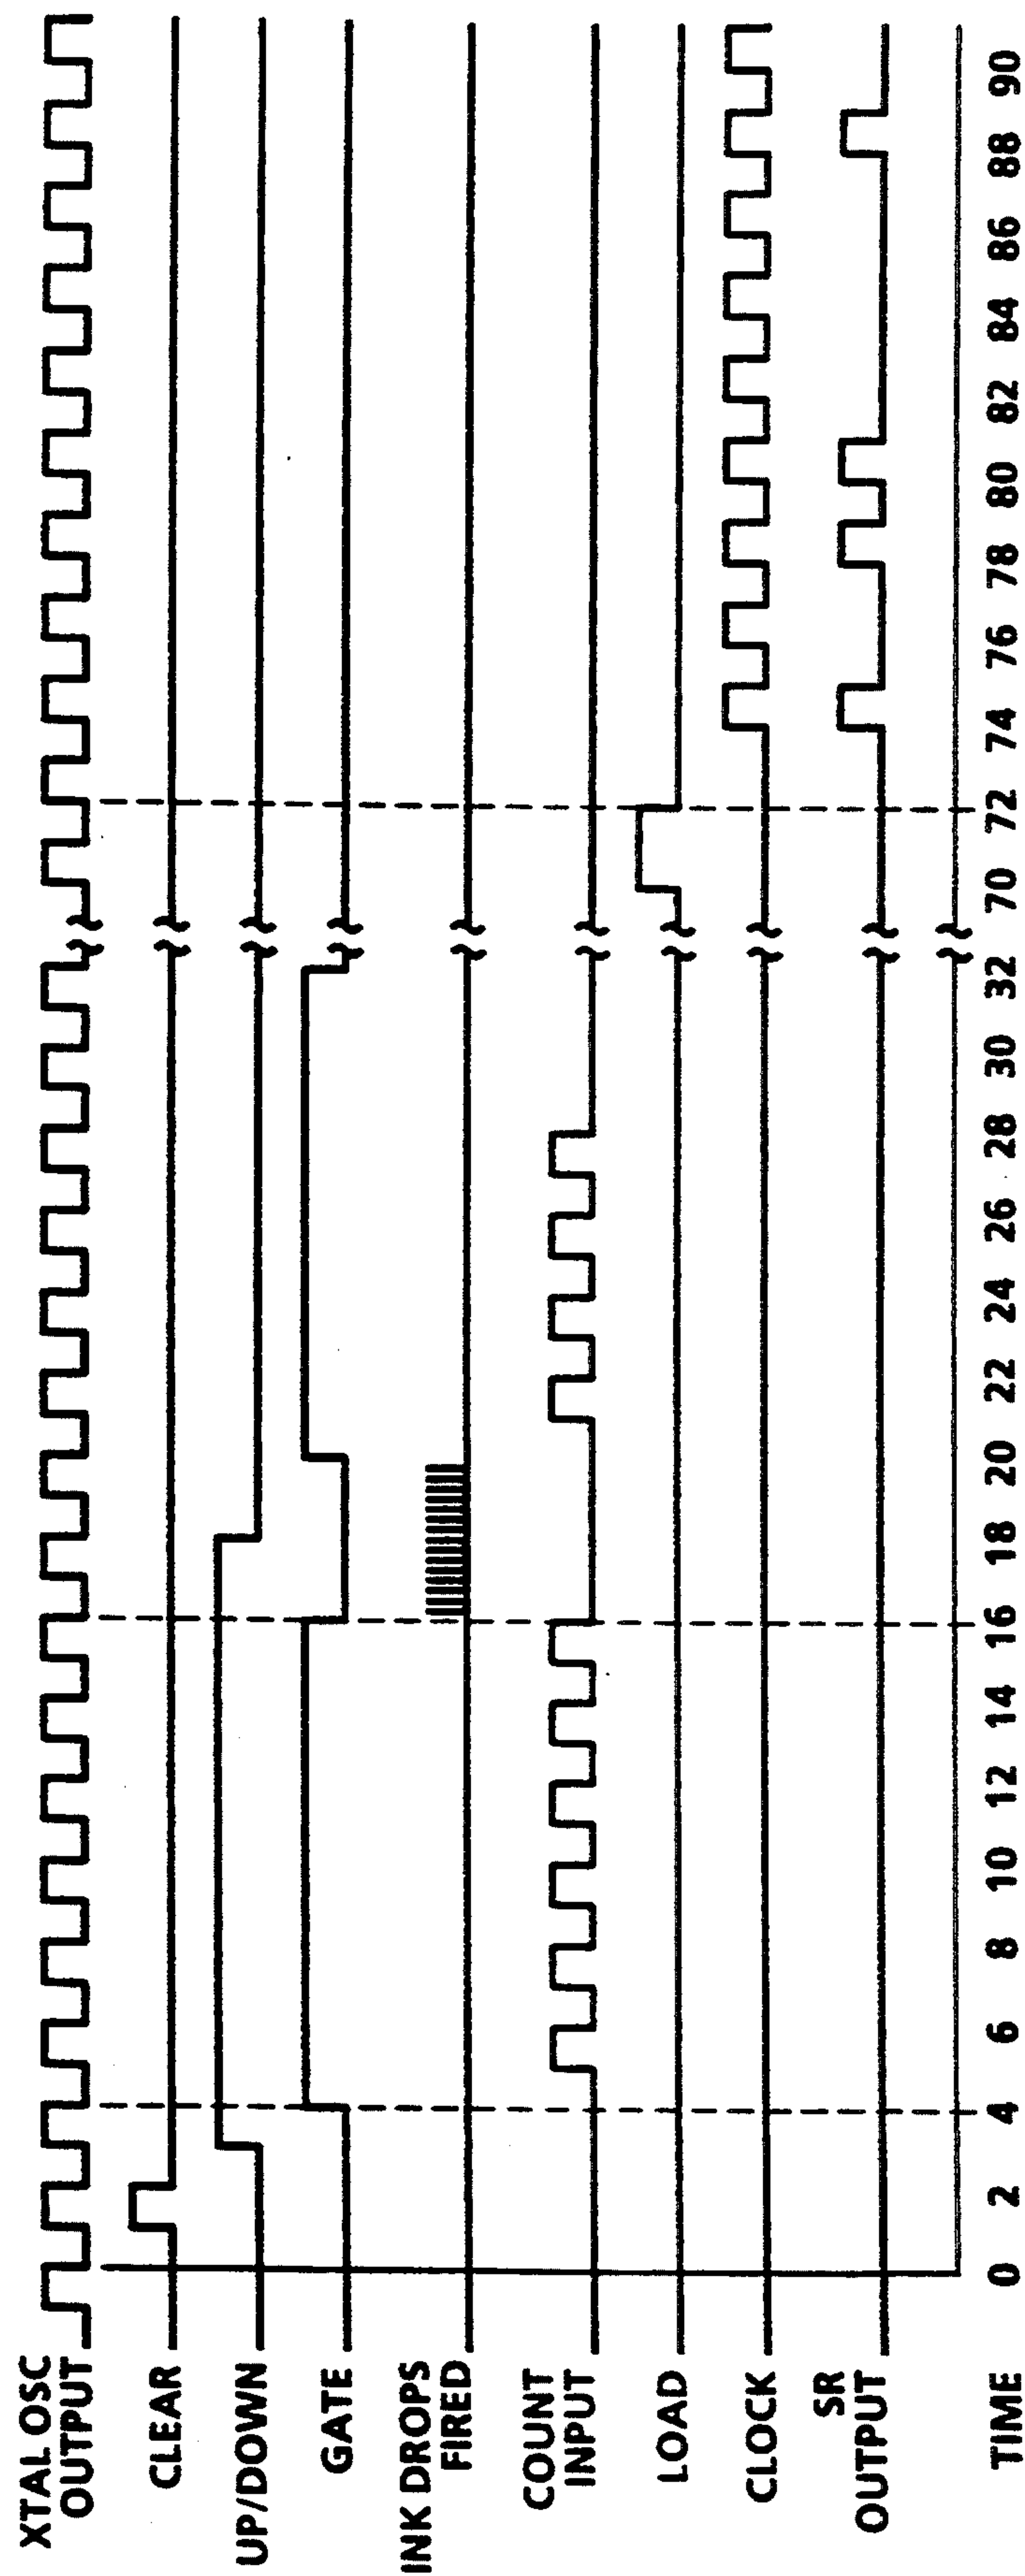 XTAL OSC
OUTPUT
CLEAR
UP/DOWN
GATE
INK DROPS
FIRED
COUNT
INPUT
LOAD
CLOCK
SR
OUTPUT
TIME 0 2 4 6 8 10 12 14 16 18 20 22 24 26 28 30 32 70 72 74 76 78 80 82 84 86 88 90